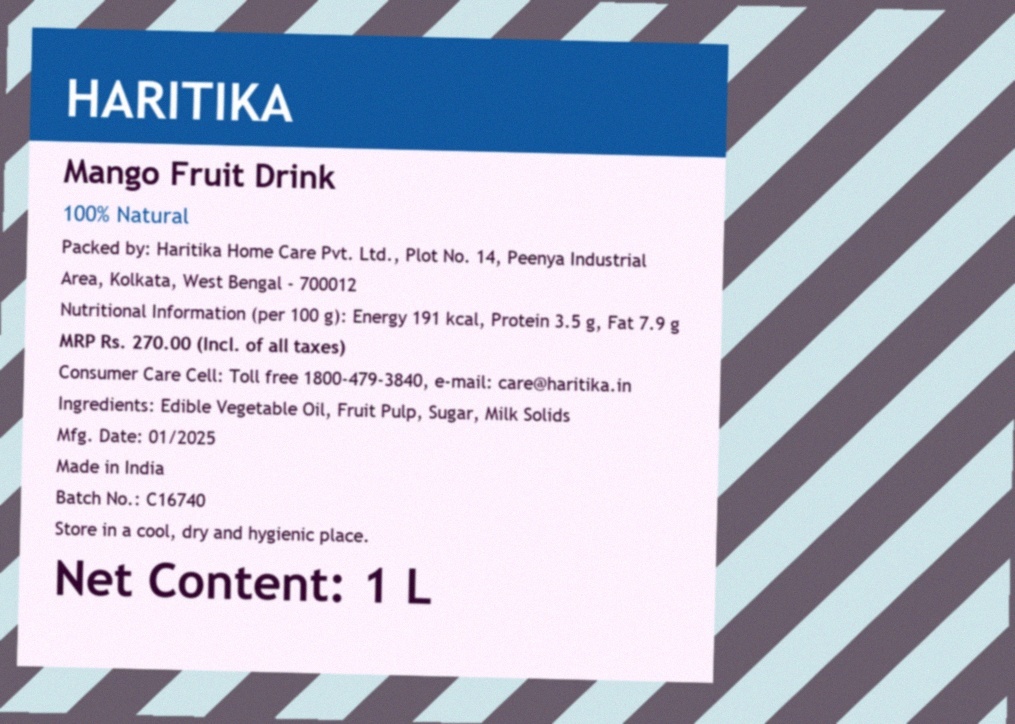 HARITIKA
Mango Fruit Drink
100% Natural
Packed by: Haritika Home Care Pvt. Ltd., Plot No. 14, Peenya Industrial
Area, Kolkata, West Bengal - 700012
Nutritional Information (per 100 g): Energy 191 kcal, Protein 3.5 g, Fat 7.9 g
MRP Rs. 270.00 (Incl. of all taxes)
Consumer Care Cell: Toll free 1800-479-3840, e-mail: care@haritika.in
Ingredients: Edible Vegetable Oil, Fruit Pulp, Sugar, Milk Solids
Mfg. Date: 01/2025
Made in India
Batch No.: C16740
Store in a cool, dry and hygienic place.
Net Content: 1 L